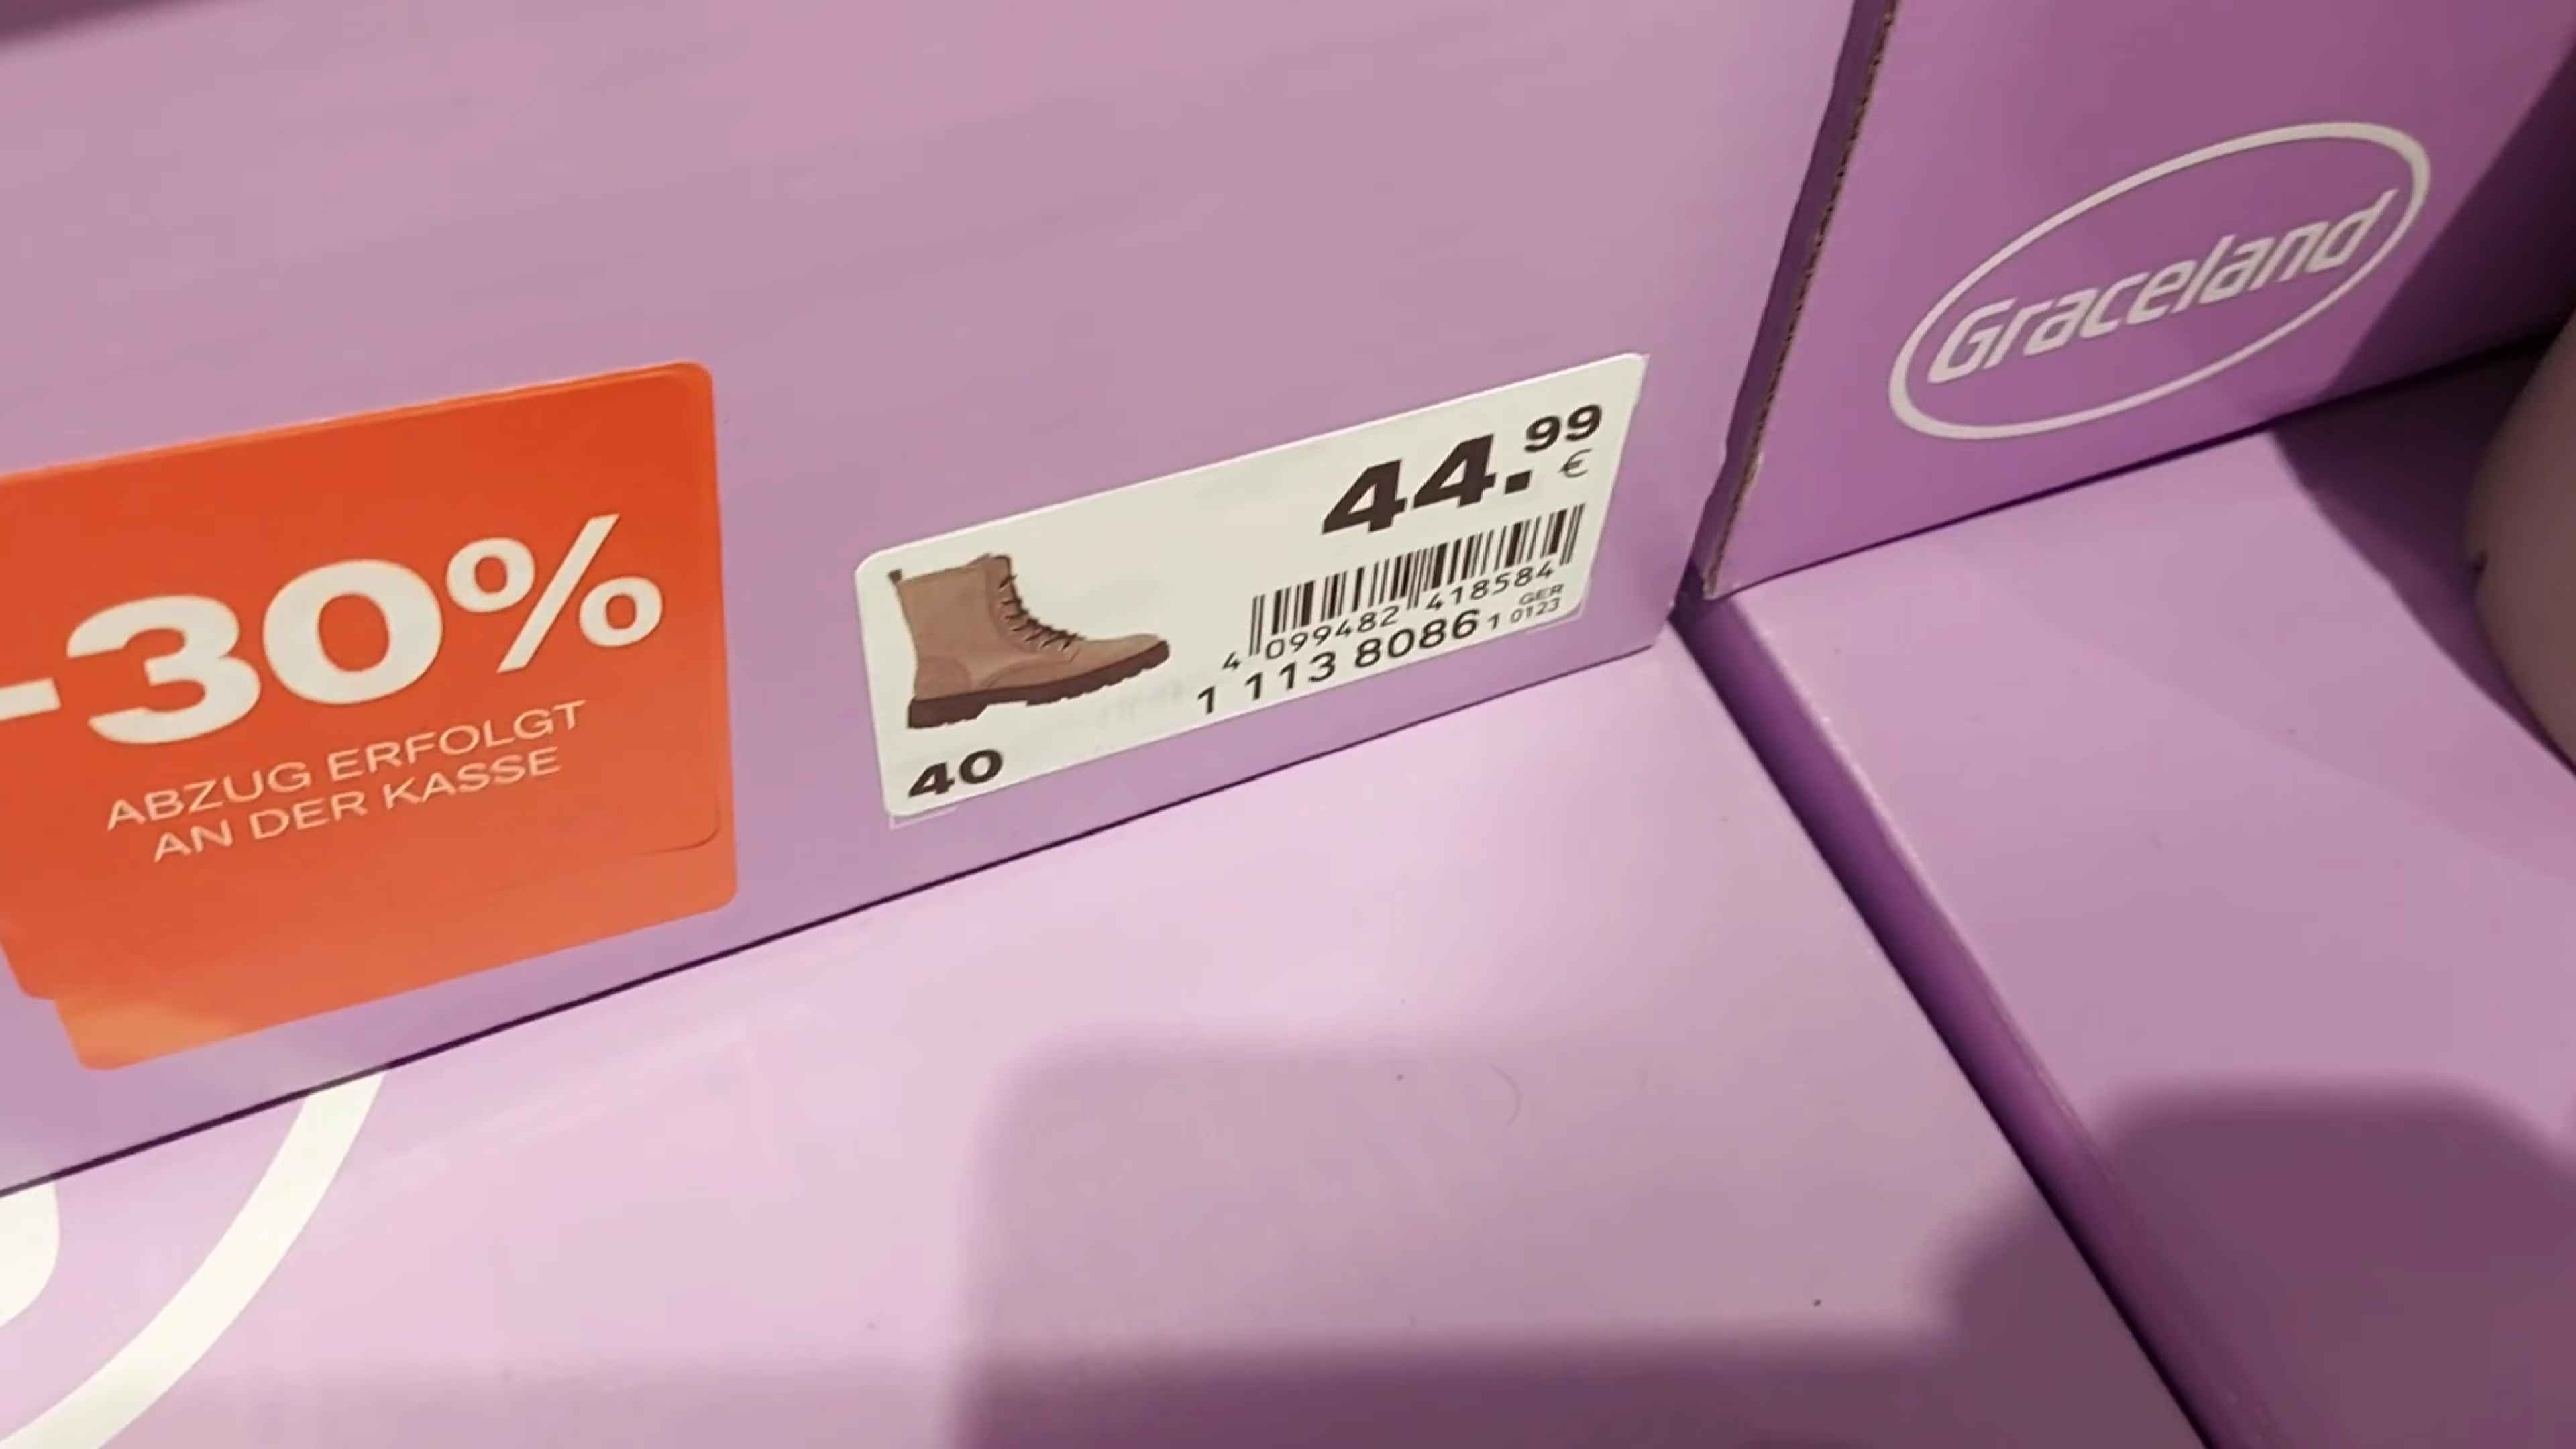 -30%
ABZUG ERFOLGT
AN DER KASSE
44.99
€
4 099482 418584
1 113 8086 1 GER 0123
40
Graceland